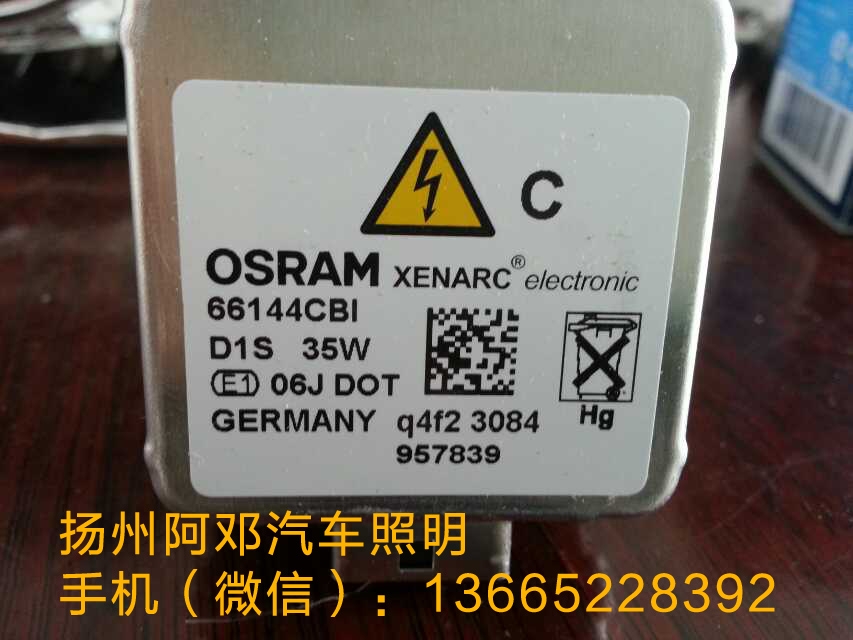 C
OSRAM XENARC® electronic
66144CBI
D1S 35W
E1 06J DOT
Hg
GERMANY q4f2 3084
957839
扬州阿邓汽车照明
手机（微信）：13665228392